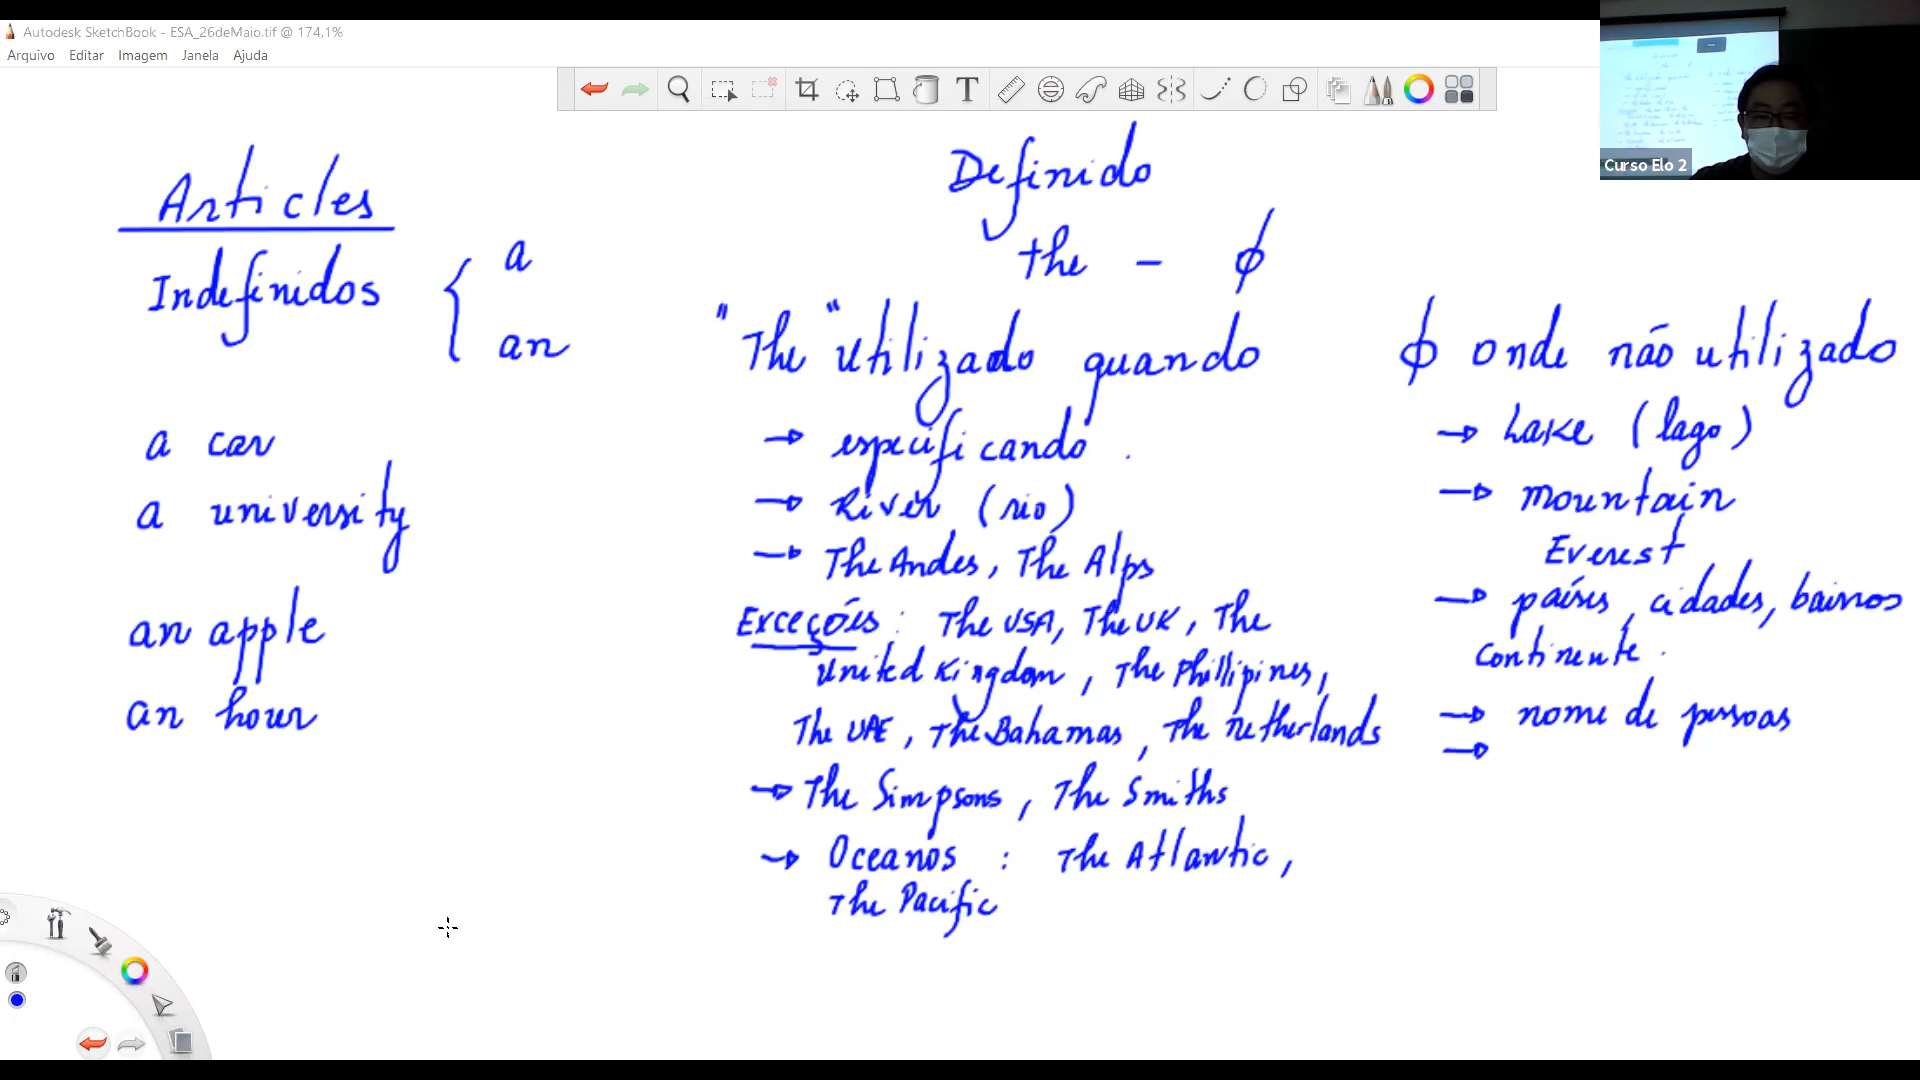 Autodesk SketchBook - ESA_26deMaio.tif @ 174,1%
Arquivo Editar Imagem Janela Ajuda
Curso Elo 2
Articles
Indefinidos { a
an
a car
a university
an apple
an hour
Definido
the - ϕ
"The" utilizado quando
→ especificando .
→ River (rio)
→ The Andes, The Alps
Exceções : The USA, The UK, The
United Kingdom, The Phillipines,
The UAE, The Bahamas, The Netherlands
→ The Simpsons, The Smiths
→ Oceanos : The Atlantic,
The Pacific
ϕ onde não utilizado
→ Lake (lago)
→ mountain
Everest
→ países, cidades, bairros
continente .
→ nome de pessoas
→